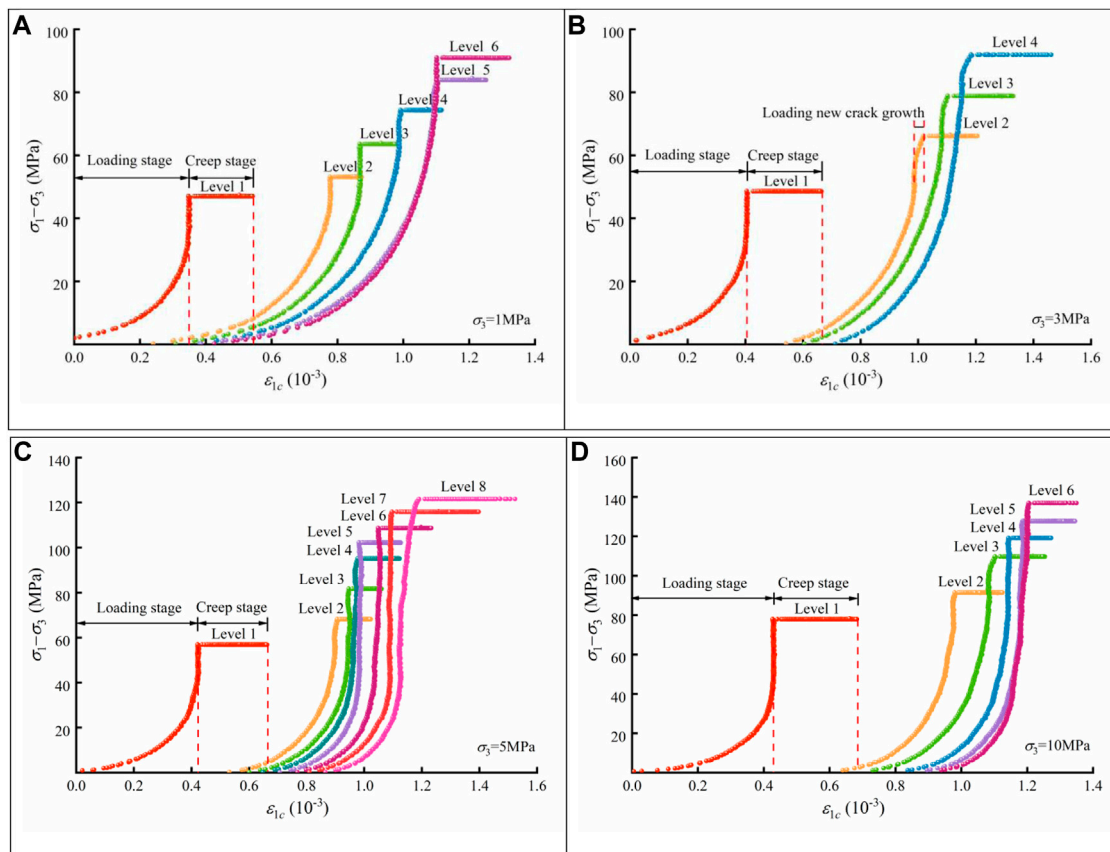 A
100
80
60
40
20
0
σ₁−σ₃ (MPa)
Level 6
Level 5
Level 4
Level 3
Level 2
Loading stage
Creep stage
Level 1
σ₃=1MPa
0.0 0.2 0.4 0.6 0.8 1.0 1.2 1.4
ε₁c (10⁻³)
B
100
80
60
40
20
0
σ₁−σ₃ (MPa)
Level 4
Level 3
Loading new crack growth
Level 2
Loading stage
Creep stage
Level 1
σ₃=3MPa
0.0 0.2 0.4 0.6 0.8 1.0 1.2 1.4 1.6
ε₁c (10⁻³)
C
140
120
100
80
60
40
20
0
σ₁−σ₃ (MPa)
Level 8
Level 7
Level 6
Level 5
Level 4
Level 3
Level 2
Loading stage
Creep stage
Level 1
σ₃=5MPa
0.0 0.2 0.4 0.6 0.8 1.0 1.2 1.4 1.6
ε₁c (10⁻³)
D
160
140
120
100
80
60
40
20
0
σ₁−σ₃ (MPa)
Level 6
Level 5
Level 4
Level 3
Level 2
Loading stage
Creep stage
Level 1
σ₃=10MPa
0.0 0.2 0.4 0.6 0.8 1.0 1.2 1.4
ε₁c (10⁻³)